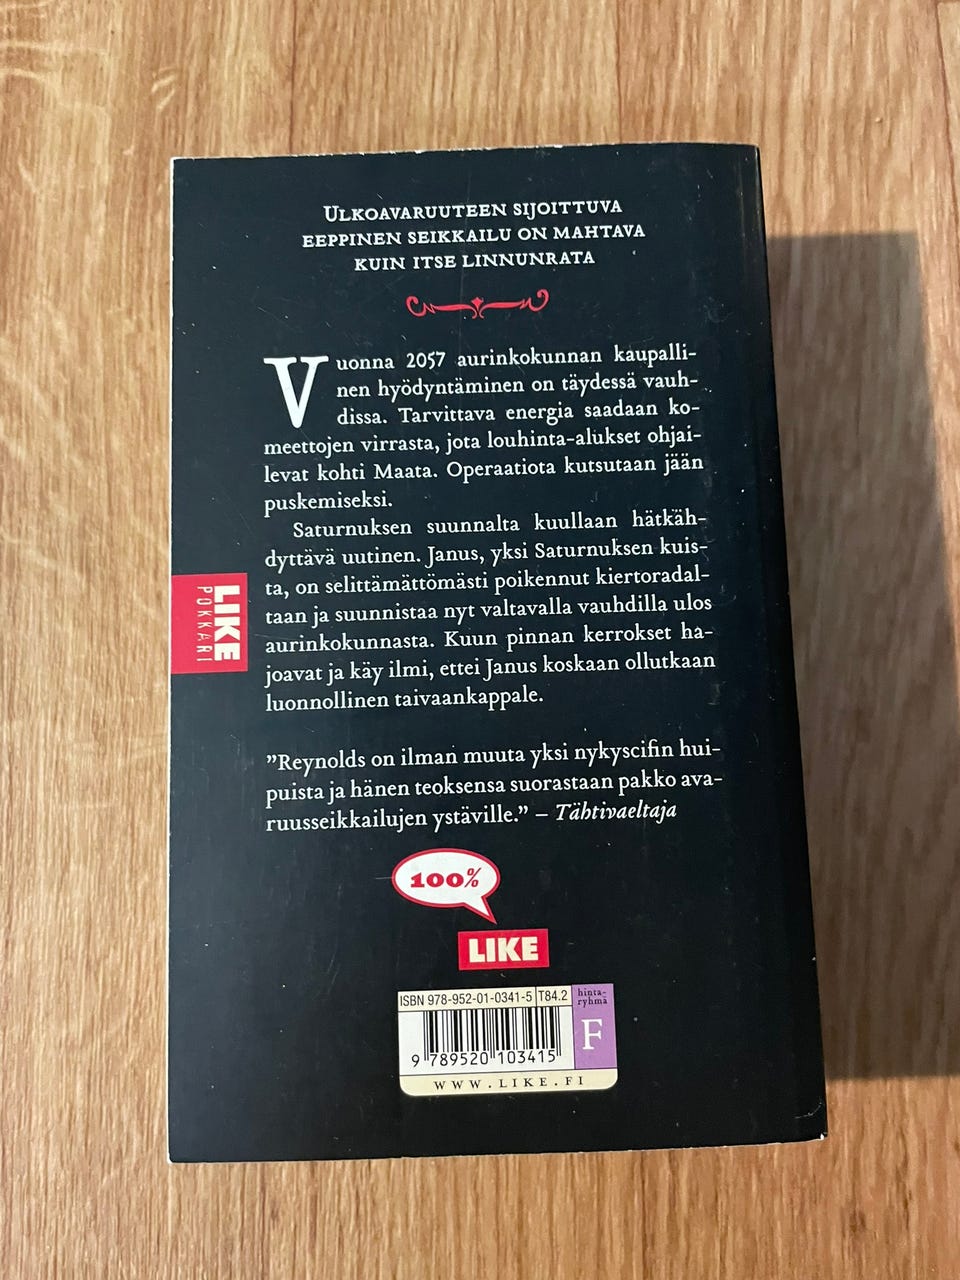 ULKOAVARUUTEEN SIJOITTUVA
EEPPINEN SEIKKAILU ON MAHTAVA
KUIN ITSE LINNUNRATA
Vuonna 2057 aurinkokunnan kaupalli-
nen hyödyntäminen on täydessä vauh-
dissa. Tarvittava energia saadaan ko-
meettojen virrasta, jota louhinta-alukset ohjai-
levat kohti Maata. Operaatiota kutsutaan jään
puskemiseksi.
Saturnuksen suunnalta kuullaan hätkäh-
dyttävä uutinen. Janus, yksi Saturnuksen kuis-
ta, on selittämättömästi poikennut kiertoradal-
taan ja suunnistaa nyt valtavalla vauhdilla ulos
aurinkokunnasta. Kuun pinnan kerrokset ha-
joavat ja käy ilmi, ettei Janus koskaan ollutkaan
luonnollinen taivaankappale.
”Reynolds on ilman muuta yksi nykyscifin hui-
puista ja hänen teoksensa suorastaan pakko ava-
ruusseikkailujen ystäville.” – Tähtivaeltaja
LIKE
POKKARI
100%
LIKE
ISBN 978-952-01-0341-5 T84.2
hinta-
ryhmä
F
9 789520 103415
WWW.LIKE.FI